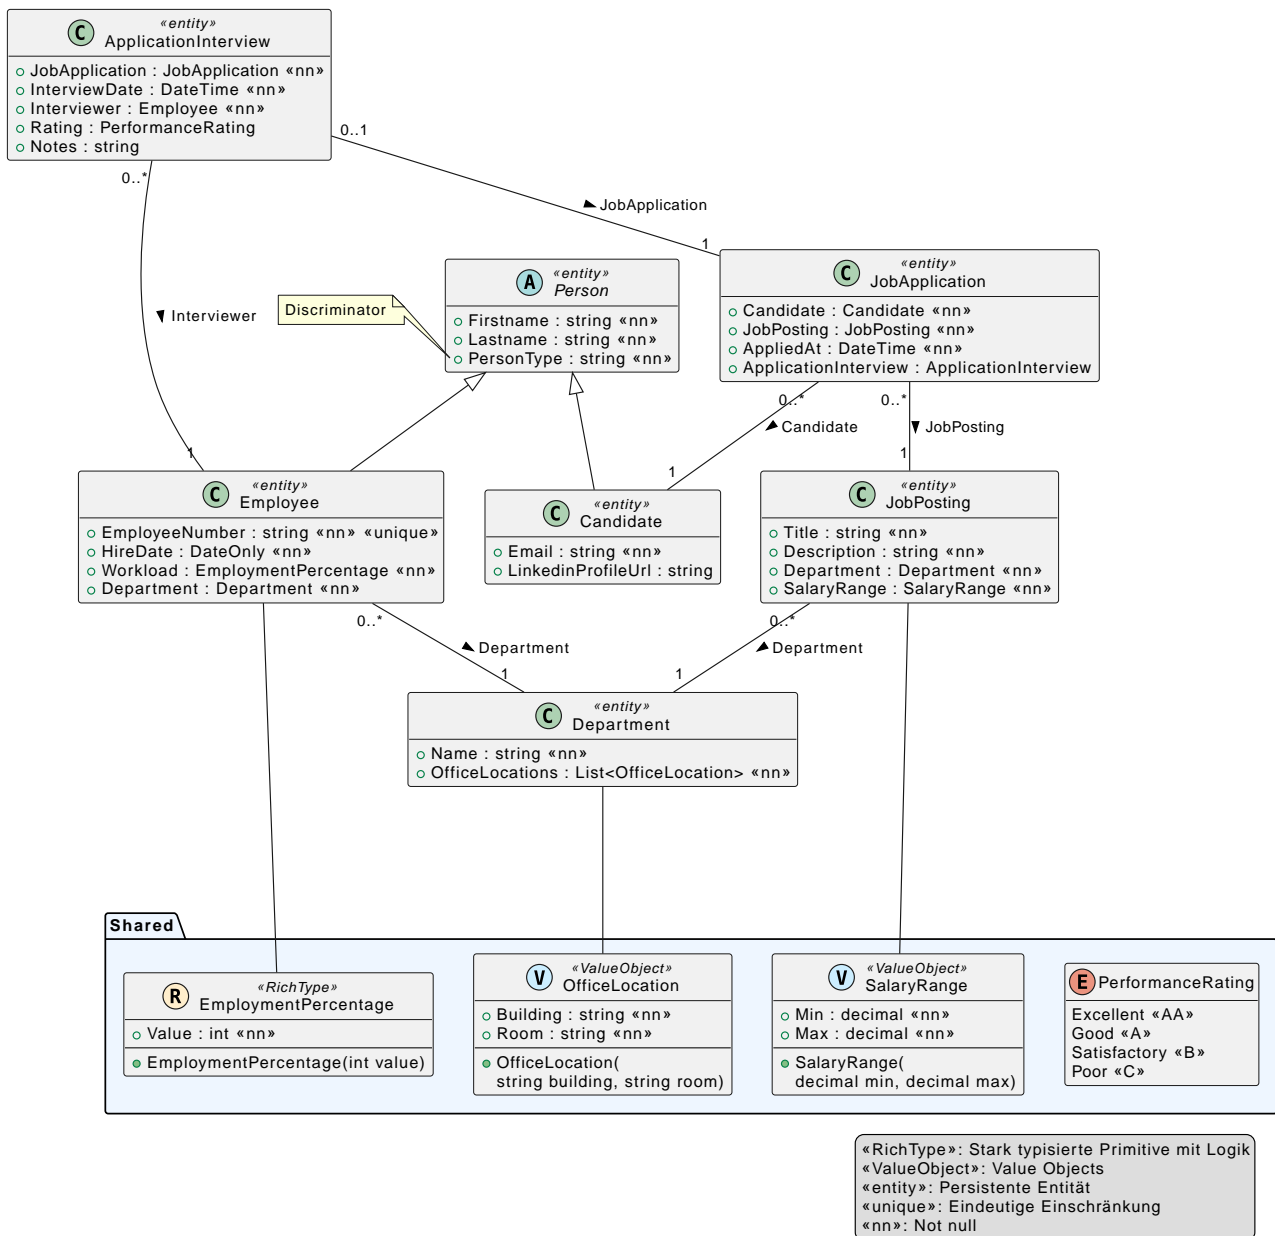 «entity»
ApplicationInterview
JobApplication : JobApplication «nn»
InterviewDate : DateTime «nn»
Interviewer : Employee «nn»
Rating : PerformanceRating
Notes : string
0..1
0..*
JobApplication
1
«entity»
Person
Firstname : string «nn»
Lastname : string «nn»
PersonType : string «nn»
Discriminator
Interviewer
1
«entity»
JobApplication
Candidate : Candidate «nn»
JobPosting : JobPosting «nn»
AppliedAt : DateTime «nn»
ApplicationInterview : ApplicationInterview
0..*
0..*
Candidate
JobPosting
1
1
«entity»
Employee
EmployeeNumber : string «nn» «unique»
HireDate : DateOnly «nn»
Workload : EmploymentPercentage «nn»
Department : Department «nn»
«entity»
Candidate
Email : string «nn»
LinkedinProfileUrl : string
«entity»
JobPosting
Title : string «nn»
Description : string «nn»
Department : Department «nn»
SalaryRange : SalaryRange «nn»
0..*
0..*
Department
Department
1
1
«entity»
Department
Name : string «nn»
OfficeLocations : List<OfficeLocation> «nn»
Shared
«RichType»
EmploymentPercentage
Value : int «nn»
EmploymentPercentage(int value)
«ValueObject»
OfficeLocation
Building : string «nn»
Room : string «nn»
OfficeLocation(
string building, string room)
«ValueObject»
SalaryRange
Min : decimal «nn»
Max : decimal «nn»
SalaryRange(
decimal min, decimal max)
PerformanceRating
Excellent «AA»
Good «A»
Satisfactory «B»
Poor «C»
«RichType»: Stark typisierte Primitive mit Logik
«ValueObject»: Value Objects
«entity»: Persistente Entität
«unique»: Eindeutige Einschränkung
«nn»: Not null
C
C
A
C
C
C
C
R
V
V
E